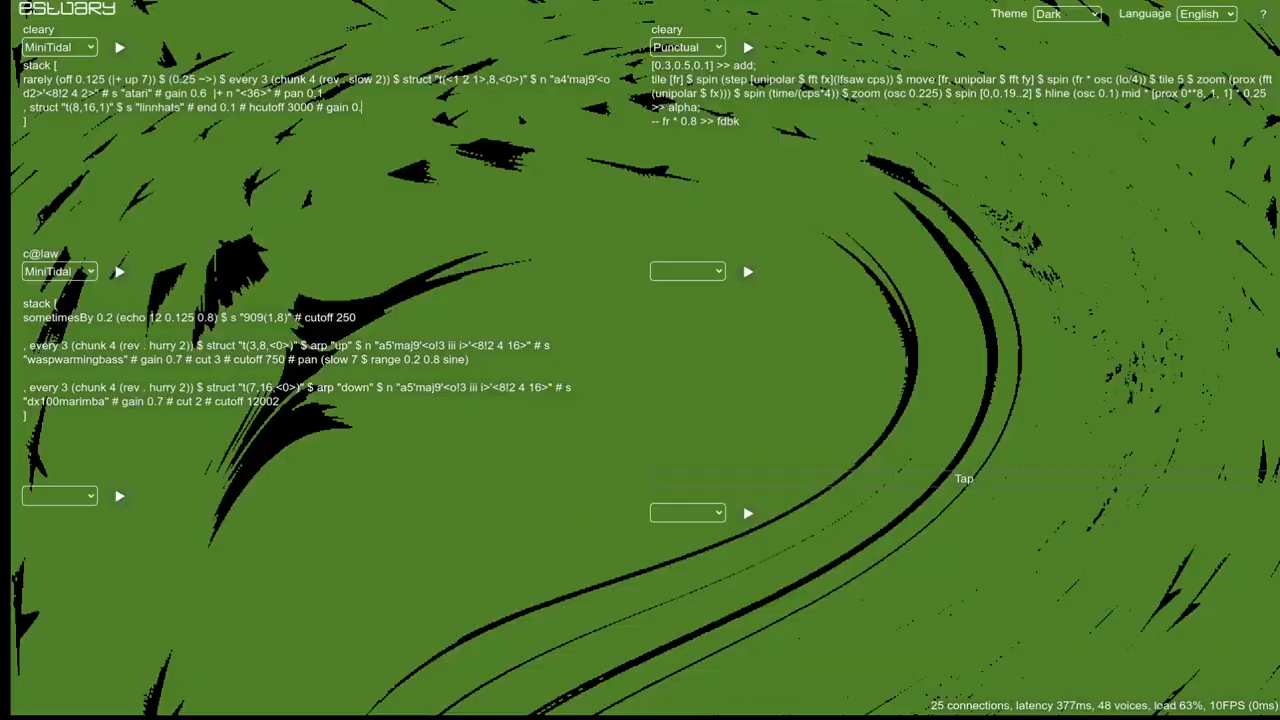 estuary
Theme Dark Language English ?
cleary
MiniTidal
stack [
rarely (off 0.125 (|+ up 7)) $ (0.25 ~>) $ every 3 (chunk 4 (rev . slow 2)) $ struct "t(<1 2 1>,8,<0>)" $ n "a4'maj9'<o
d2>'<8!2 4 2>" # s "atari" # gain 0.6 |+ n "<36>" # pan 0.1
, struct "t(8,16,1)" $ s "linnhats" # end 0.1 # hcutoff 3000 # gain 0.
]
cleary
Punctual
[0.3,0.5,0.1] >> add;
tile [fr] $ spin (step [unipolar $ fft fx](lfsaw cps)) $ move [fr, unipolar $ fft fy] $ spin (fr * osc (lo/4)) $ tile 5 $ zoom (prox (fft
(unipolar $ fx))) $ spin (time/(cps*4)) $ zoom (osc 0.225) $ spin [0,0.19..2] $ hline (osc 0.1) mid * [prox 0**8, 1, 1] * 0.25
>> alpha;
-- fr * 0.8 >> fdbk
c@law
MiniTidal
stack [
sometimesBy 0.2 (echo 12 0.125 0.8) $ s "909(1,8)" # cutoff 250
, every 3 (chunk 4 (rev . hurry 2)) $ struct "t(3,8,<0>)" $ arp "up" $ n "a5'maj9'<o!3 iii i>'<8!2 4 16>" # s
"waspwarmingbass" # gain 0.7 # cut 3 # cutoff 750 # pan (slow 7 $ range 0.2 0.8 sine)
, every 3 (chunk 4 (rev . hurry 2)) $ struct "t(7,16,<0>)" $ arp "down" $ n "a5'maj9'<o!3 iii i>'<8!2 4 16>" # s
"dx100marimba" # gain 0.7 # cut 2 # cutoff 12002
]
Tap
25 connections, latency 377ms, 48 voices, load 63%, 10FPS (0ms)